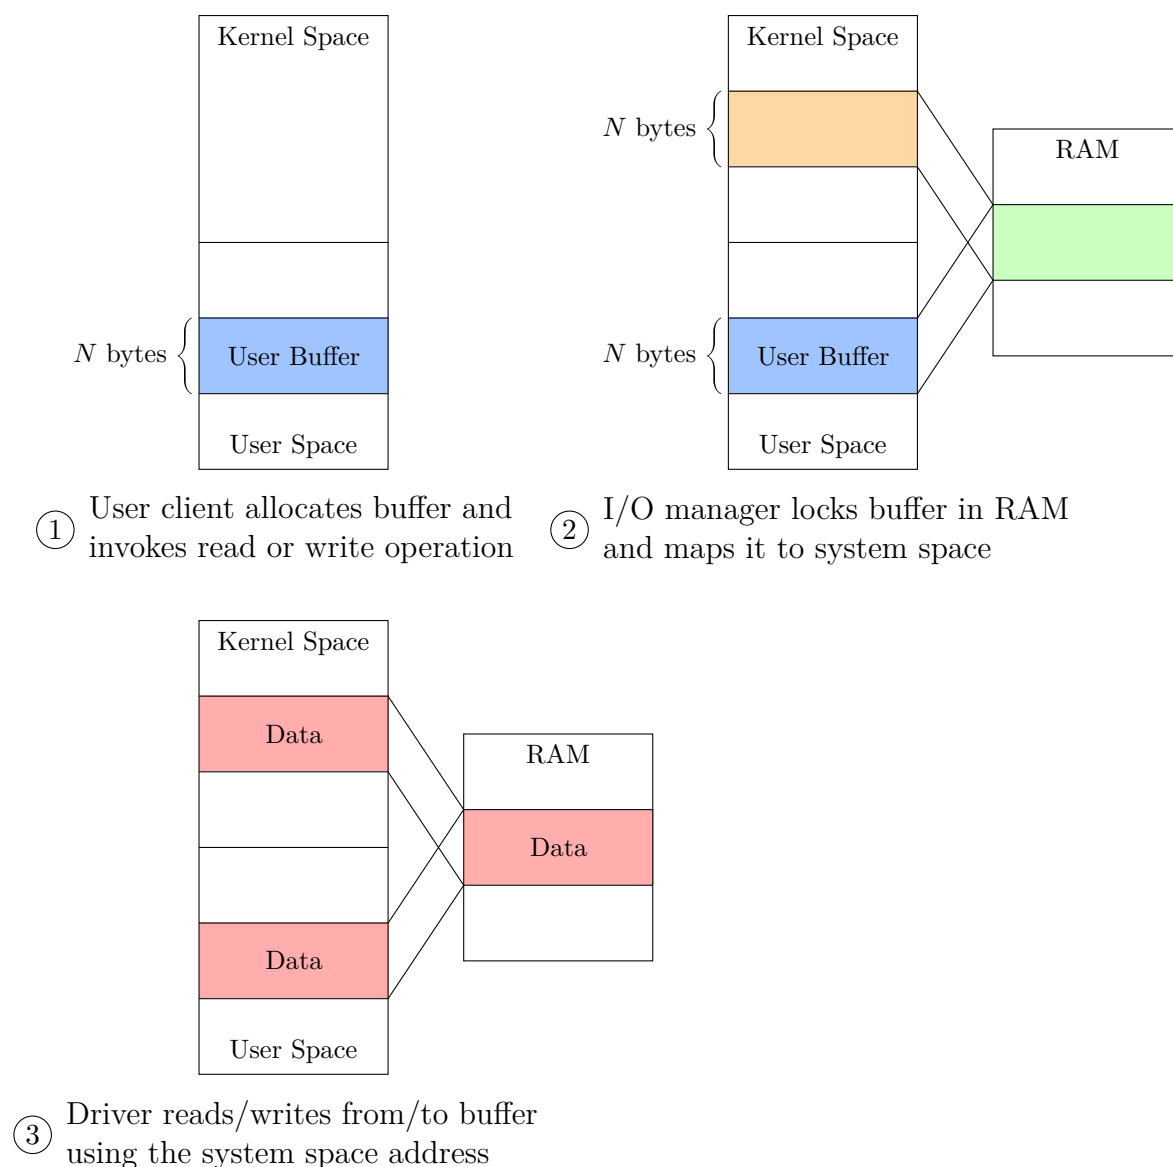 Kernel Space
N bytes
User Buffer
User Space
1 User client allocates buffer and
invokes read or write operation
Kernel Space
N bytes
RAM
N bytes
User Buffer
User Space
2 I/O manager locks buffer in RAM
and maps it to system space
Kernel Space
Data
RAM
Data
Data
User Space
3 Driver reads/writes from/to buffer
using the system space address